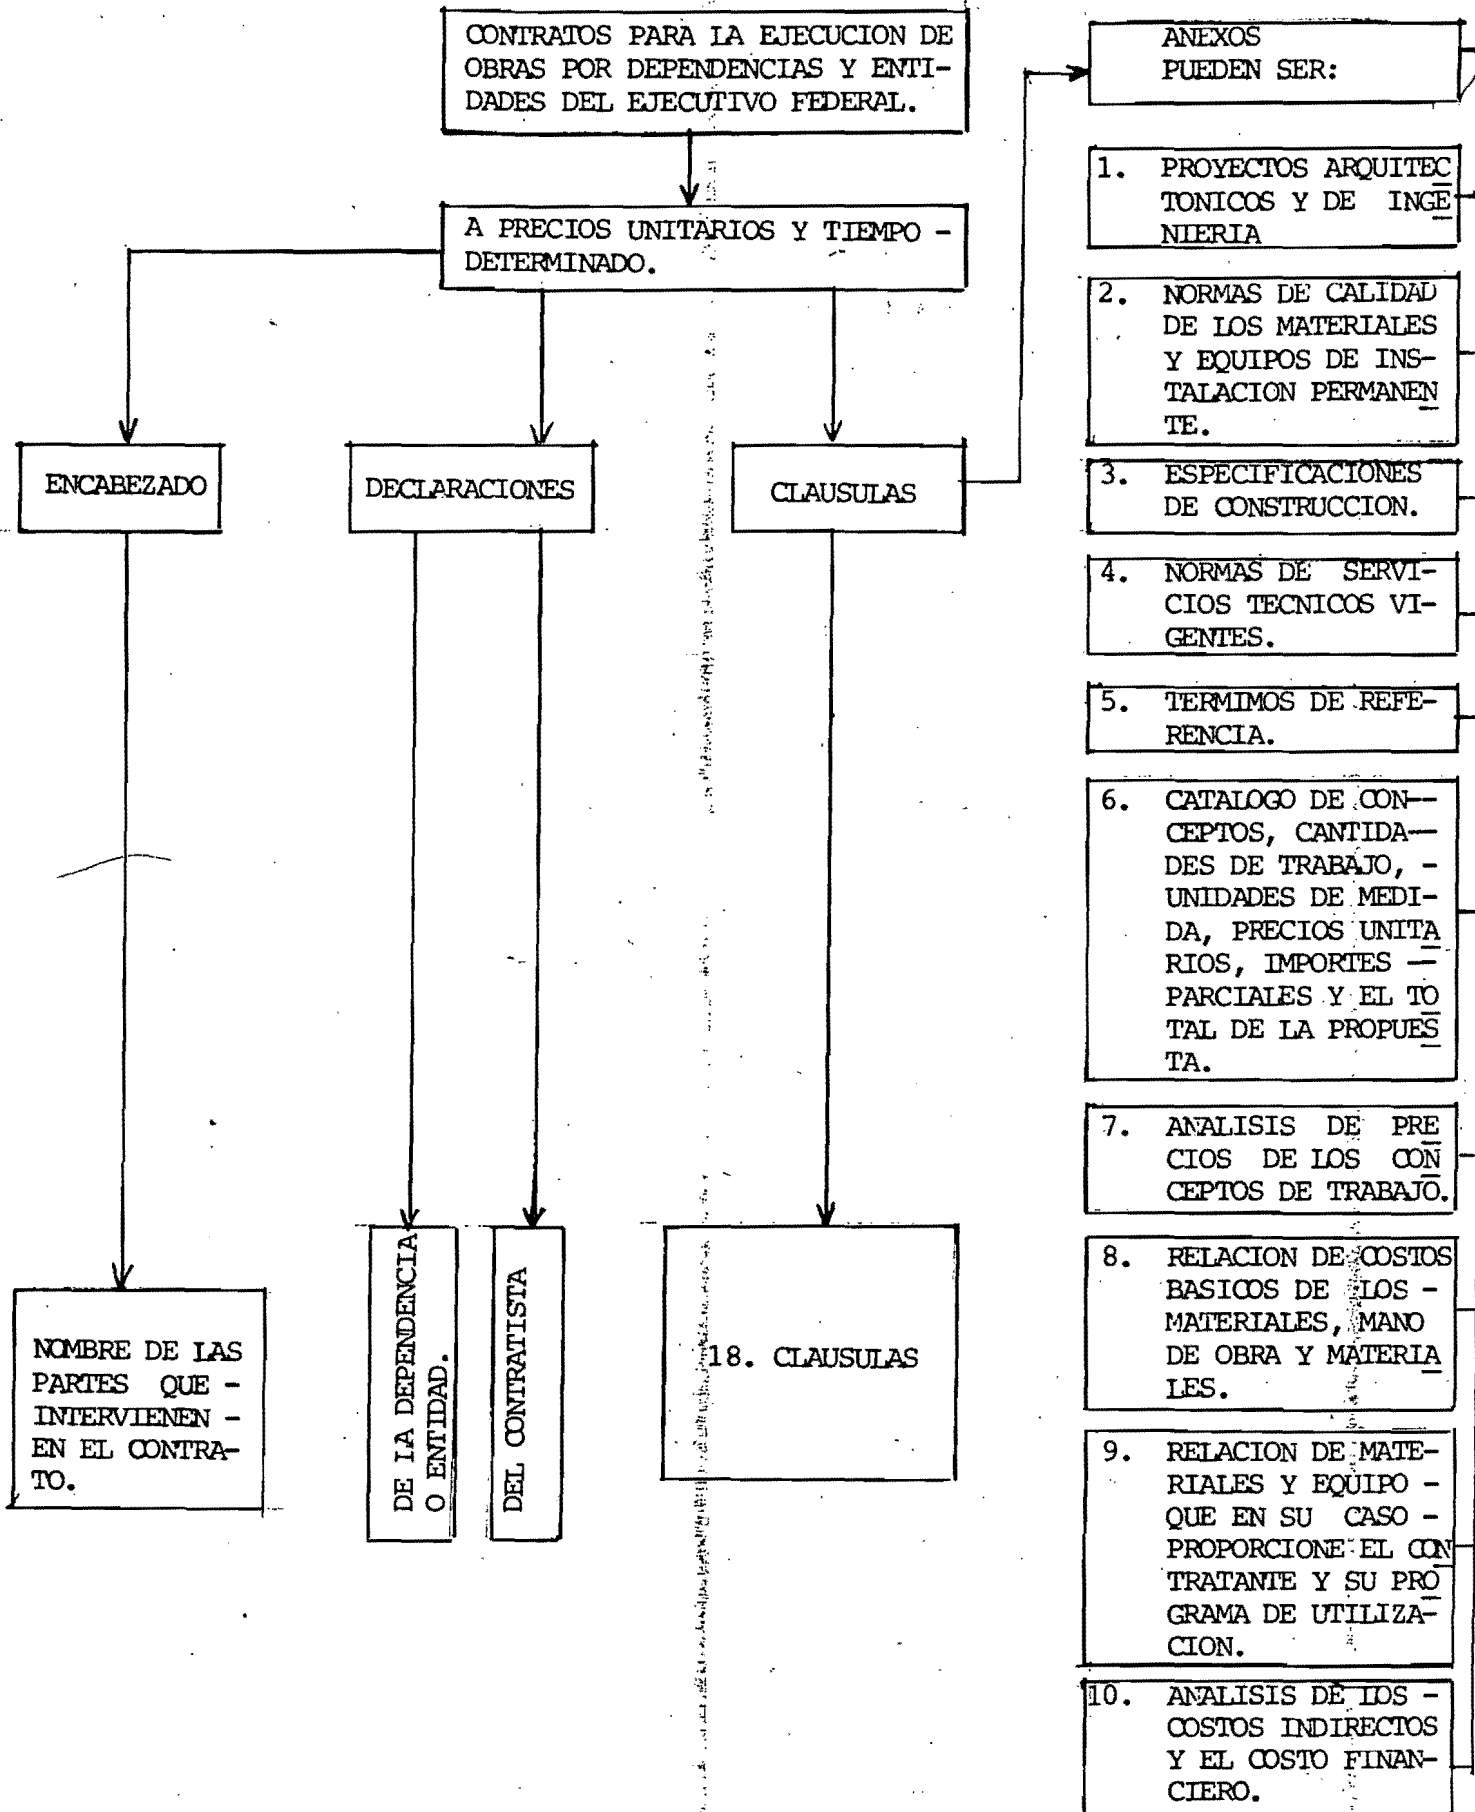 CONTRATOS PARA LA EJECUCION DE
OBRAS POR DEPENDENCIAS Y ENTI-
DADES DEL EJECUTIVO FEDERAL.
A PRECIOS UNITARIOS Y TIEMPO -
DETERMINADO.
ENCABEZADO
DECLARACIONES
CLAUSULAS
NOMBRE DE LAS
PARTES QUE -
INTERVIENEN -
EN EL CONTRA-
TO.
DE LA DEPENDENCIA
O ENTIDAD.
DEL CONTRATISTA
18. CLAUSULAS
ANEXOS
PUEDEN SER:
1. PROYECTOS ARQUITEC
TONICOS Y DE INGE
NIERIA
2. NORMAS DE CALIDAD
DE LOS MATERIALES
Y EQUIPOS DE INS-
TALACION PERMANEN
TE.
3. ESPECIFICACIONES
DE CONSTRUCCION.
4. NORMAS DE SERVI-
CIOS TECNICOS VI-
GENTES.
5. TERMIMOS DE REFE-
RENCIA.
6. CATALOGO DE CON--
CEPTOS, CANTIDA--
DES DE TRABAJO, -
UNIDADES DE MEDI-
DA, PRECIOS UNITA
RIOS, IMPORTES --
PARCIALES Y EL TO
TAL DE LA PROPUES
TA.
7. ANALISIS DE PRE
CIOS DE LOS CON
CEPTOS DE TRABAJO.
8. RELACION DE COSTOS
BASICOS DE LOS -
MATERIALES, MANO
DE OBRA Y MATERIA
LES.
9. RELACION DE MATE-
RIALES Y EQUIPO -
QUE EN SU CASO -
PROPORCIONE EL CON
TRATANTE Y SU PRO
GRAMA DE UTILIZA-
CION.
10. ANALISIS DE LOS -
COSTOS INDIRECTOS
Y EL COSTO FINAN-
CIERO.